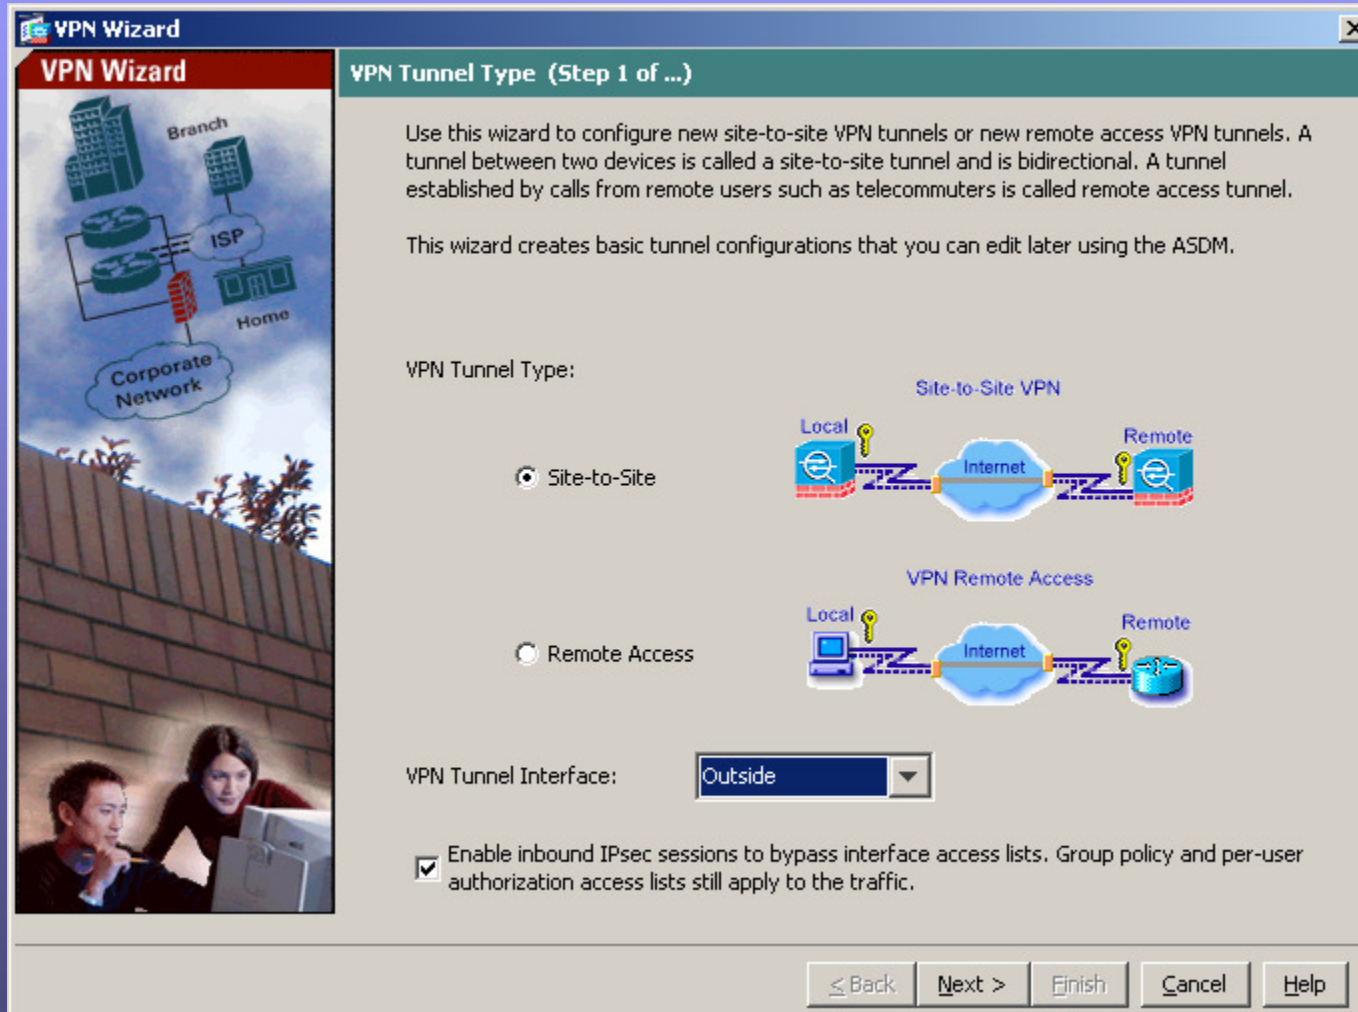 VPN Wizard
VPN Wizard
Branch
ISP
Home
Corporate
Network
VPN Tunnel Type (Step 1 of ...)
Use this wizard to configure new site-to-site VPN tunnels or new remote access VPN tunnels. A
tunnel between two devices is called a site-to-site tunnel and is bidirectional. A tunnel
established by calls from remote users such as telecommuters is called remote access tunnel.
This wizard creates basic tunnel configurations that you can edit later using the ASDM.
VPN Tunnel Type:
Site-to-Site VPN
Local
Remote
Internet
Site-to-Site
VPN Remote Access
Local
Remote
Internet
Remote Access
VPN Tunnel Interface:
Outside
Enable inbound IPsec sessions to bypass interface access lists. Group policy and per-user
authorization access lists still apply to the traffic.
< Back
Next >
Finish
Cancel
Help